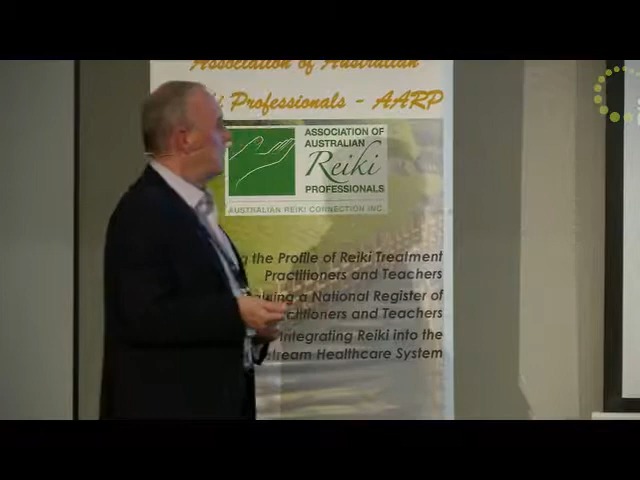 Association of Australian
Professionals - AARP
ASSOCIATION OF
AUSTRALIAN
Reiki
PROFESSIONALS
AUSTRALIAN REIKI CONNECTION INC.
the Profile of Reiki Treatment
Practitioners and Teachers
a National Register of
Practitioners and Teachers
Integrating Reiki into the
Healthcare System